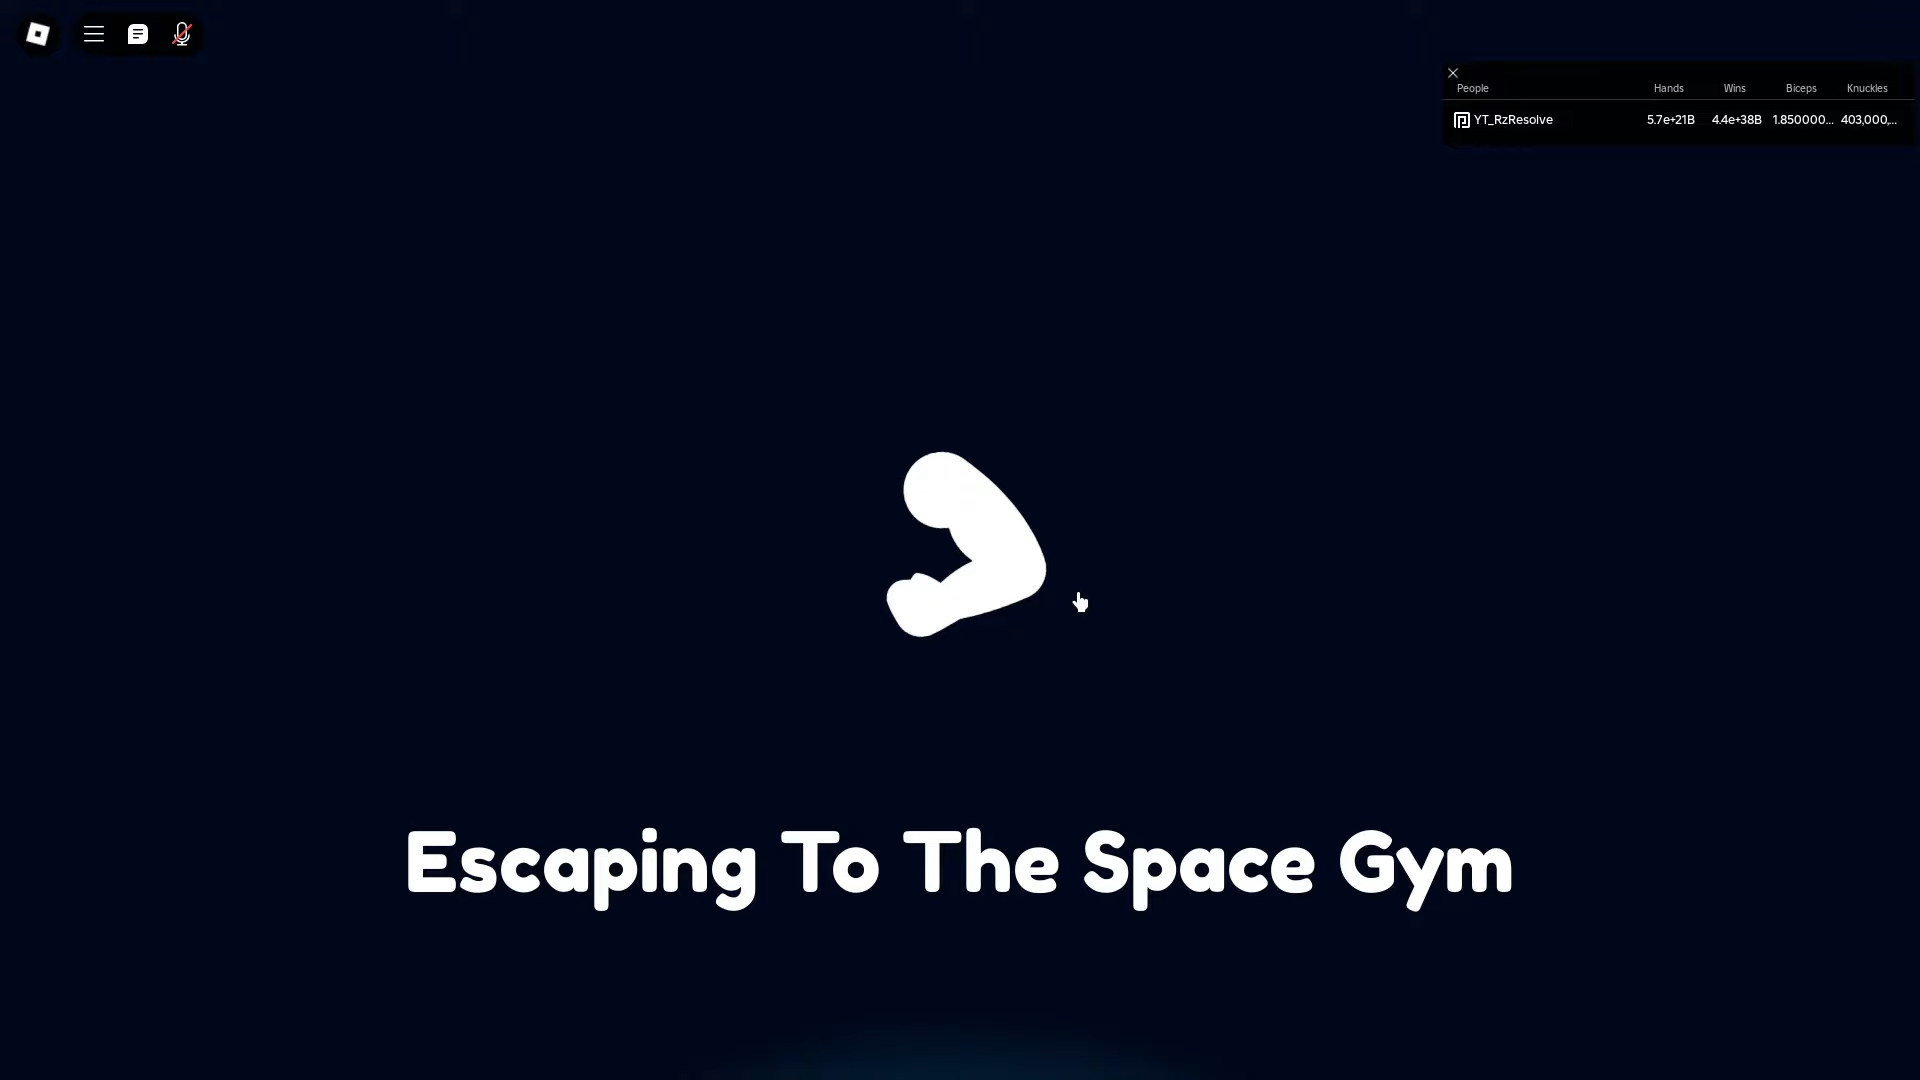 People Hands Wins Biceps Knuckles
YT_RzResolve 5.7e+21B 4.4e+38B 1.850000... 403,000,...
Escaping To The Space Gym